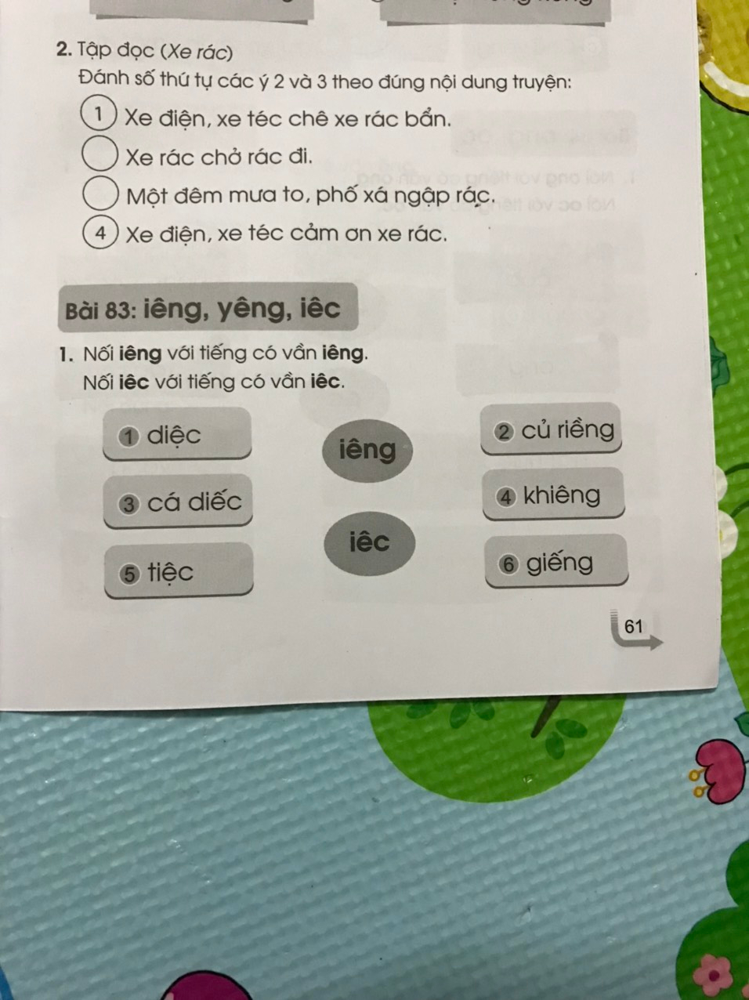 2. Tập đọc (Xe rác)
Đánh số thứ tự các ý 2 và 3 theo đúng nội dung truyện:
1 Xe điện, xe téc chê xe rác bẩn.
Xe rác chở rác đi.
Một đêm mưa to, phố xá ngập rác.
4 Xe điện, xe téc cảm ơn xe rác.
Bài 83: iêng, yêng, iêc
1. Nối iêng với tiếng có vần iêng.
Nối iêc với tiếng có vần iêc.
1 diệc
iêng
2 củ riềng
3 cá diếc
4 khiêng
iêc
5 tiệc
6 giếng
61